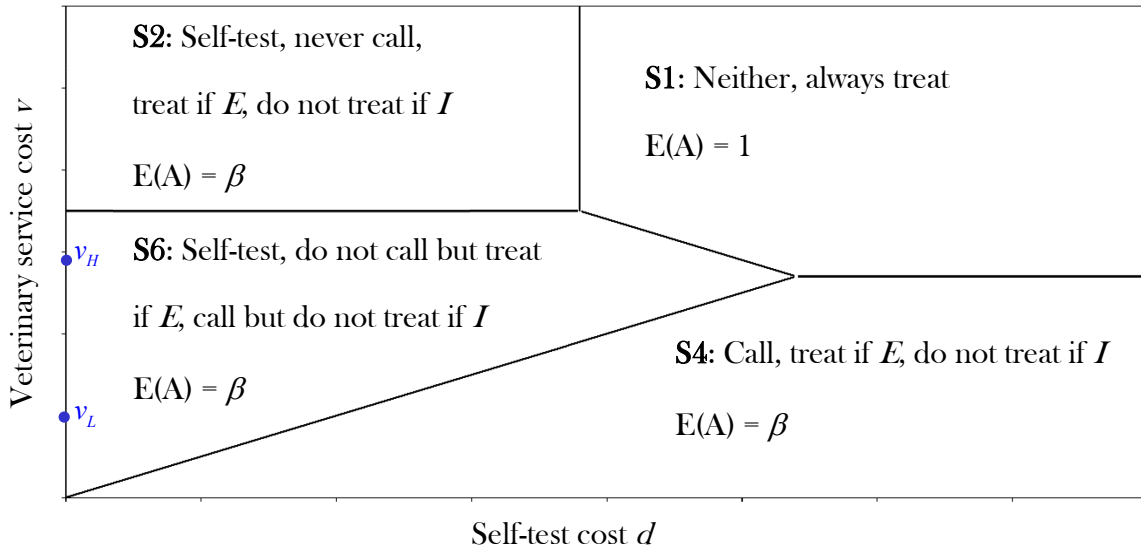 S2: Self-test, never call,
treat if E, do not treat if I
E(A) = β
S1: Neither, always treat
E(A) = 1
Veterinary service cost v
v_H
S6: Self-test, do not call but treat
if E, call but do not treat if I
E(A) = β
v_L
S4: Call, treat if E, do not treat if I
E(A) = β
Self-test cost d